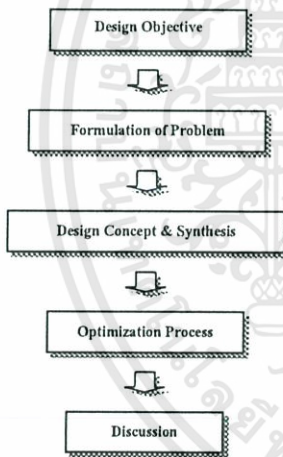 Design Objective
Formulation of Problem
Design Concept & Synthesis
Optimization Process
Discussion